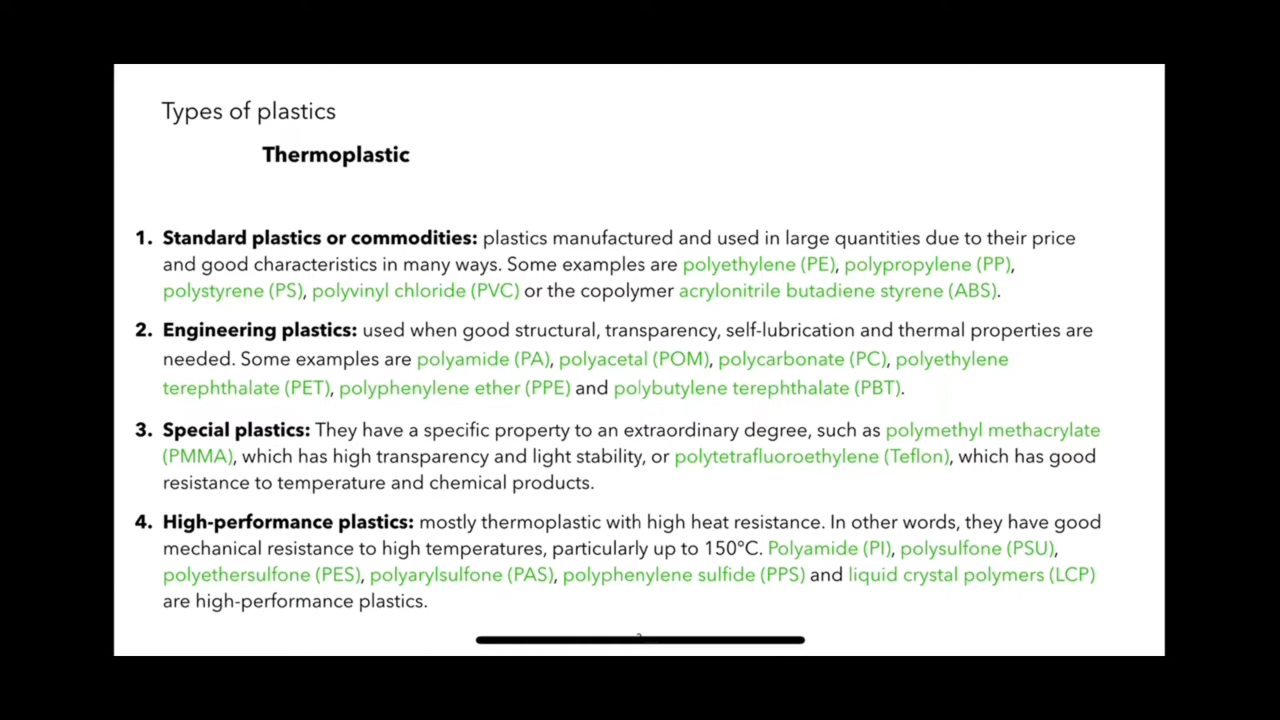 Types of plastics
Thermoplastic
1. Standard plastics or commodities: plastics manufactured and used in large quantities due to their price
and good characteristics in many ways. Some examples are polyethylene (PE), polypropylene (PP),
polystyrene (PS), polyvinyl chloride (PVC) or the copolymer acrylonitrile butadiene styrene (ABS).
2. Engineering plastics: used when good structural, transparency, self-lubrication and thermal properties are
needed. Some examples are polyamide (PA), polyacetal (POM), polycarbonate (PC), polyethylene
terephthalate (PET), polyphenylene ether (PPE) and polybutylene terephthalate (PBT).
3. Special plastics: They have a specific property to an extraordinary degree, such as polymethyl methacrylate
(PMMA), which has high transparency and light stability, or polytetrafluoroethylene (Teflon), which has good
resistance to temperature and chemical products.
4. High-performance plastics: mostly thermoplastic with high heat resistance. In other words, they have good
mechanical resistance to high temperatures, particularly up to 150°C. Polyamide (PI), polysulfone (PSU),
polyethersulfone (PES), polyarylsulfone (PAS), polyphenylene sulfide (PPS) and liquid crystal polymers (LCP)
are high-performance plastics.